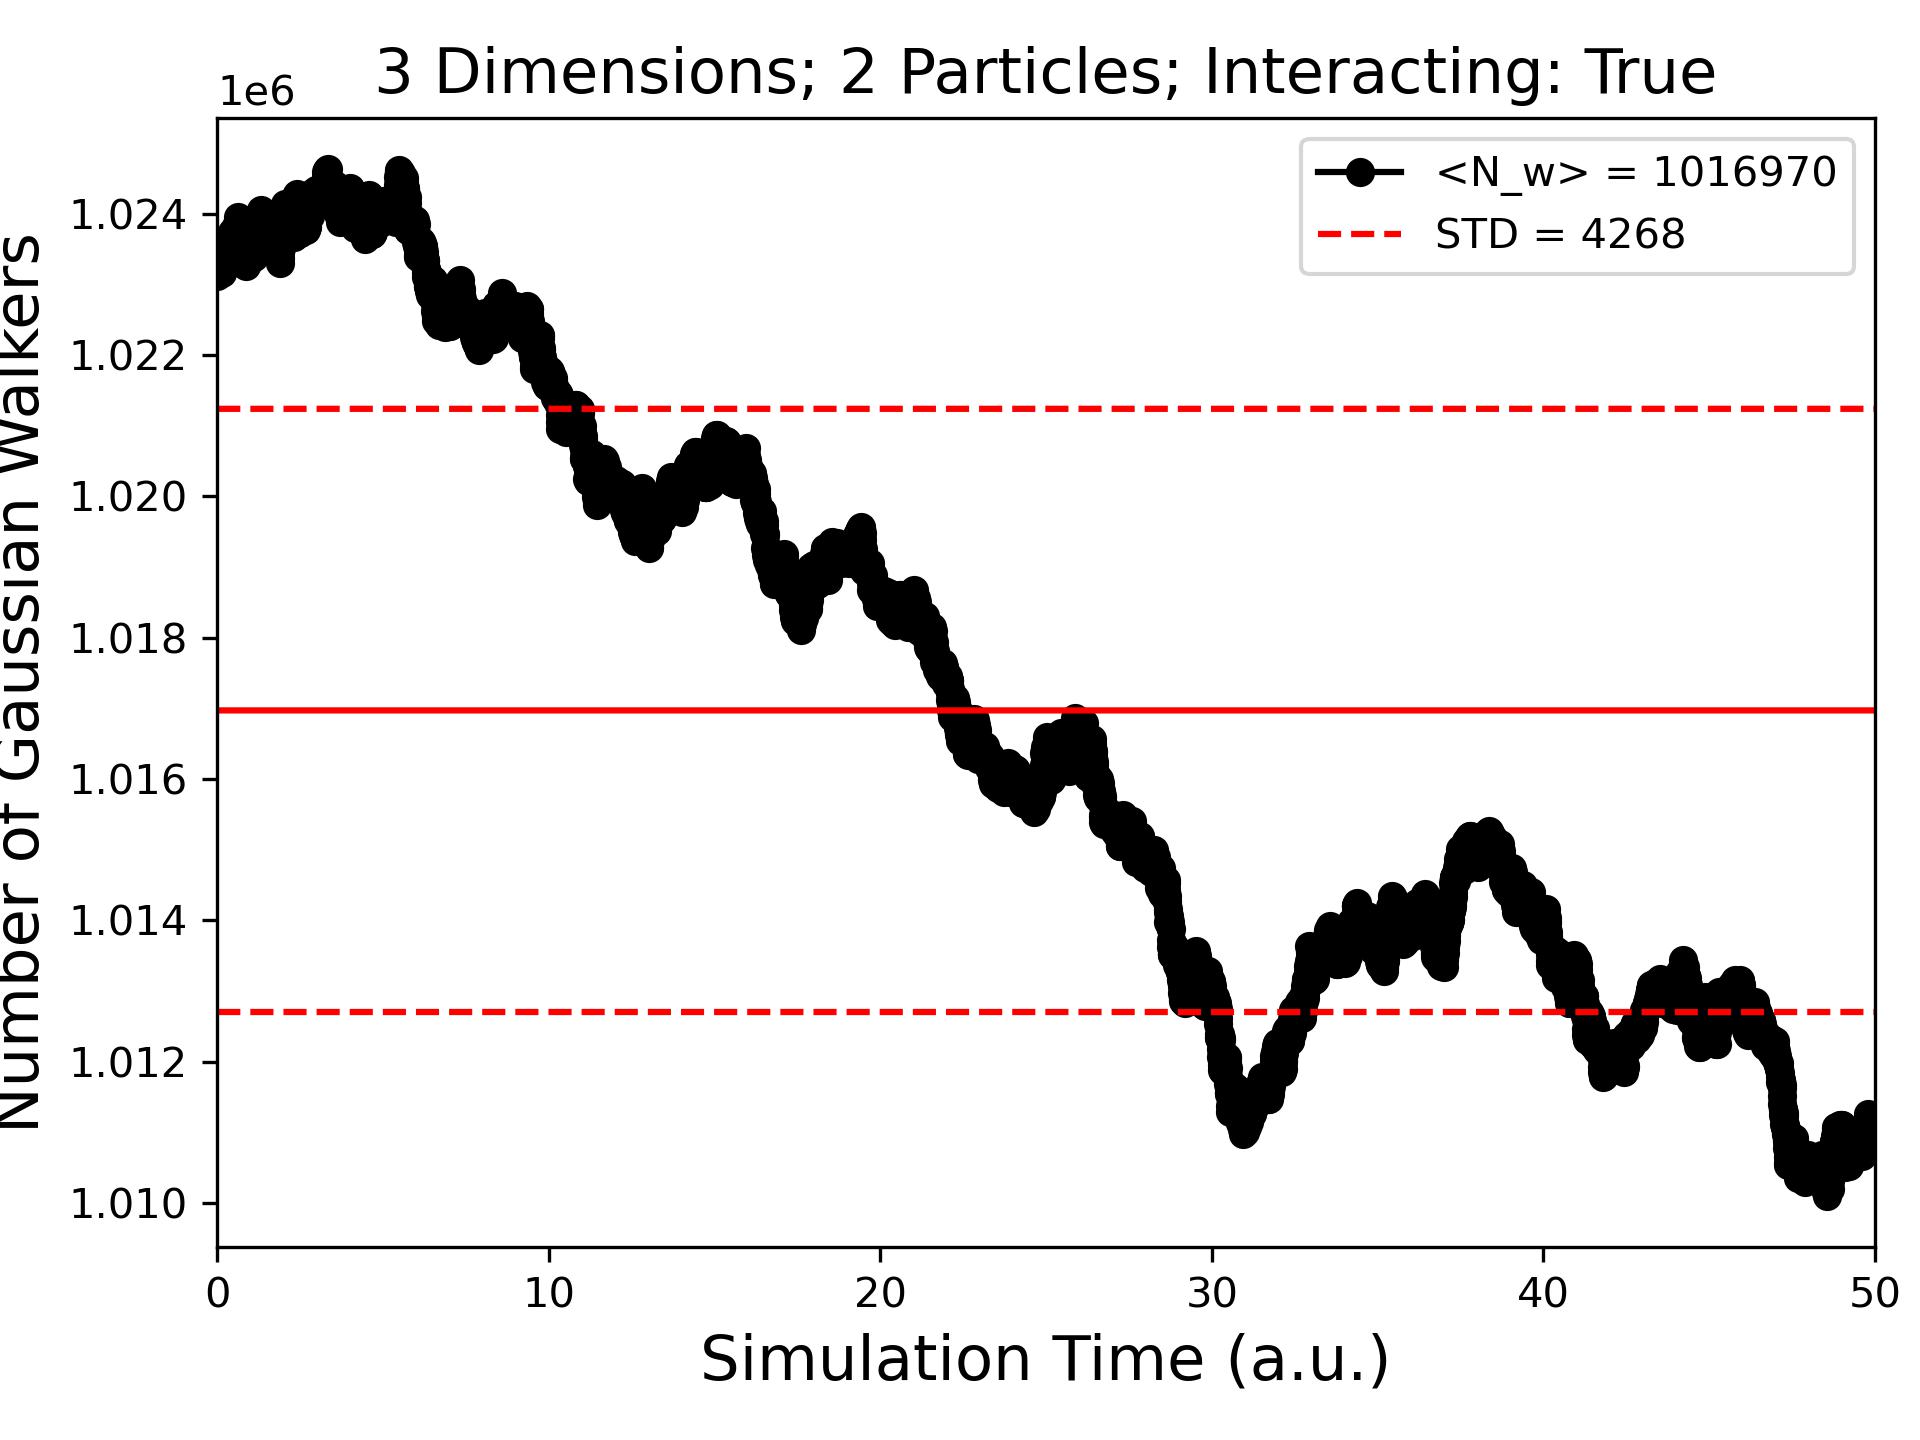 3 Dimensions; 2 Particles; Interacting: True
1e6
<N_w> = 1016970
STD = 4268
Number of Gaussian Walkers
1.024
1.022
1.020
1.018
1.016
1.014
1.012
1.010
0 10 20 30 40 50
Simulation Time (a.u.)